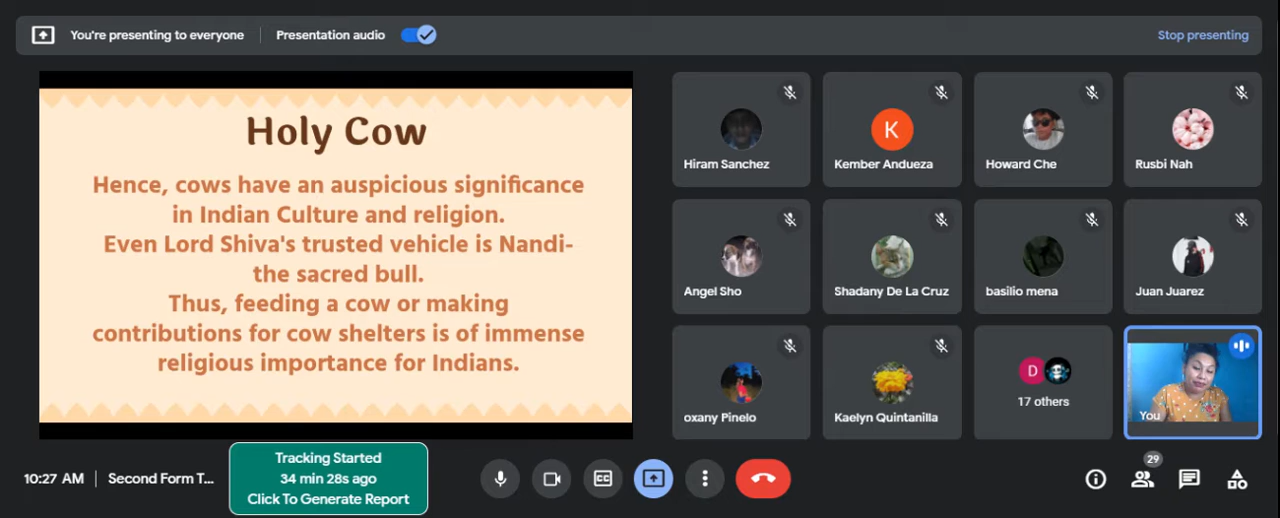 You're presenting to everyone
Presentation audio
Stop presenting
Holy Cow
Hence, cows have an auspicious significance
in Indian Culture and religion.
Even Lord Shiva's trusted vehicle is Nandi-
the sacred bull.
Thus, feeding a cow or making
contributions for cow shelters is of immense
religious importance for Indians.
Hiram Sanchez
K
Kember Andueza
Howard Che
Rusbi Nah
Angel Sho
Shadany De La Cruz
basilio mena
Juan Juarez
oxany Pinelo
Kaelyn Quintanilla
D
17 others
You
10:27 AM
Second Form T...
Tracking Started
34 min 28s ago
Click To Generate Report
CC
29